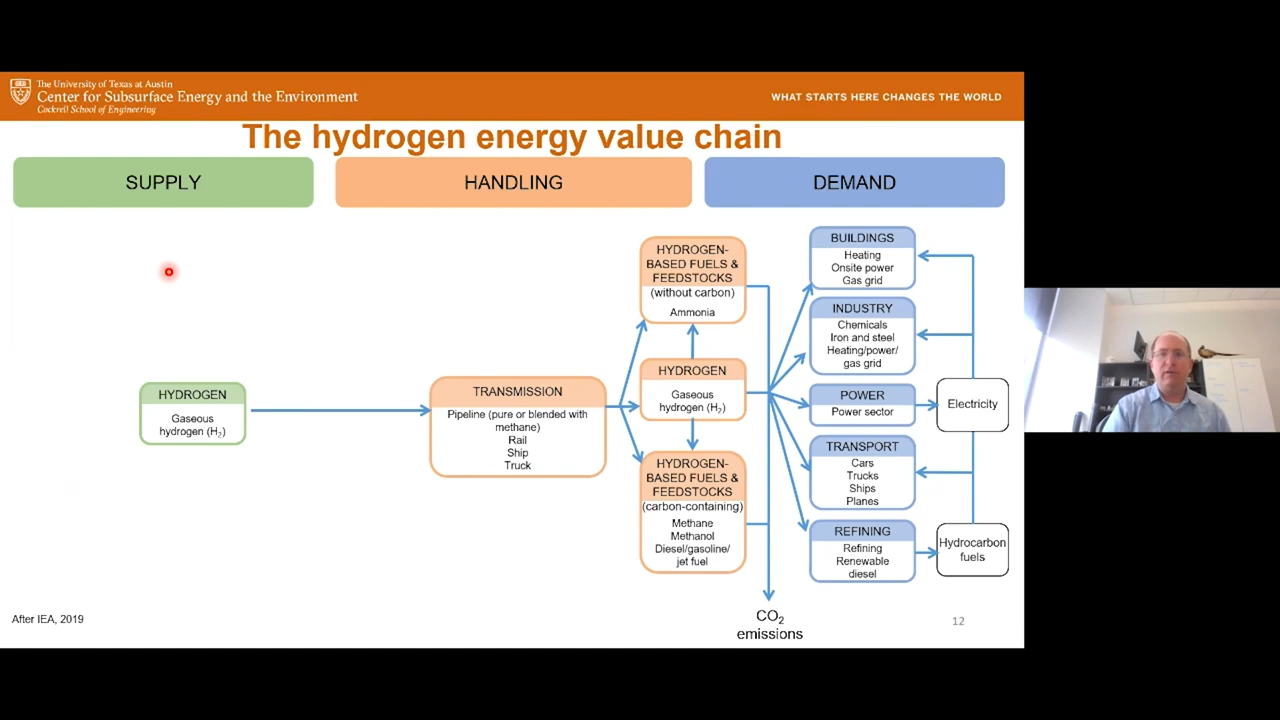 The University of Texas at Austin
Center for Subsurface Energy and the Environment
Cockrell School of Engineering
WHAT STARTS HERE CHANGES THE WORLD
The hydrogen energy value chain
SUPPLY
HANDLING
DEMAND
HYDROGEN
Gaseous
hydrogen (H₂)
TRANSMISSION
Pipeline (pure or blended with
methane)
Rail
Ship
Truck
HYDROGEN-
BASED FUELS &
FEEDSTOCKS
(without carbon)
Ammonia
HYDROGEN
Gaseous
hydrogen (H₂)
HYDROGEN-
BASED FUELS &
FEEDSTOCKS
(carbon-containing)
Methane
Methanol
Diesel/gasoline/
jet fuel
BUILDINGS
Heating
Onsite power
Gas grid
INDUSTRY
Chemicals
Iron and steel
Heating/power/
gas grid
POWER
Power sector
TRANSPORT
Cars
Trucks
Ships
Planes
REFINING
Refining
Renewable
diesel
Electricity
Hydrocarbon
fuels
CO₂
emissions
After IEA, 2019
12